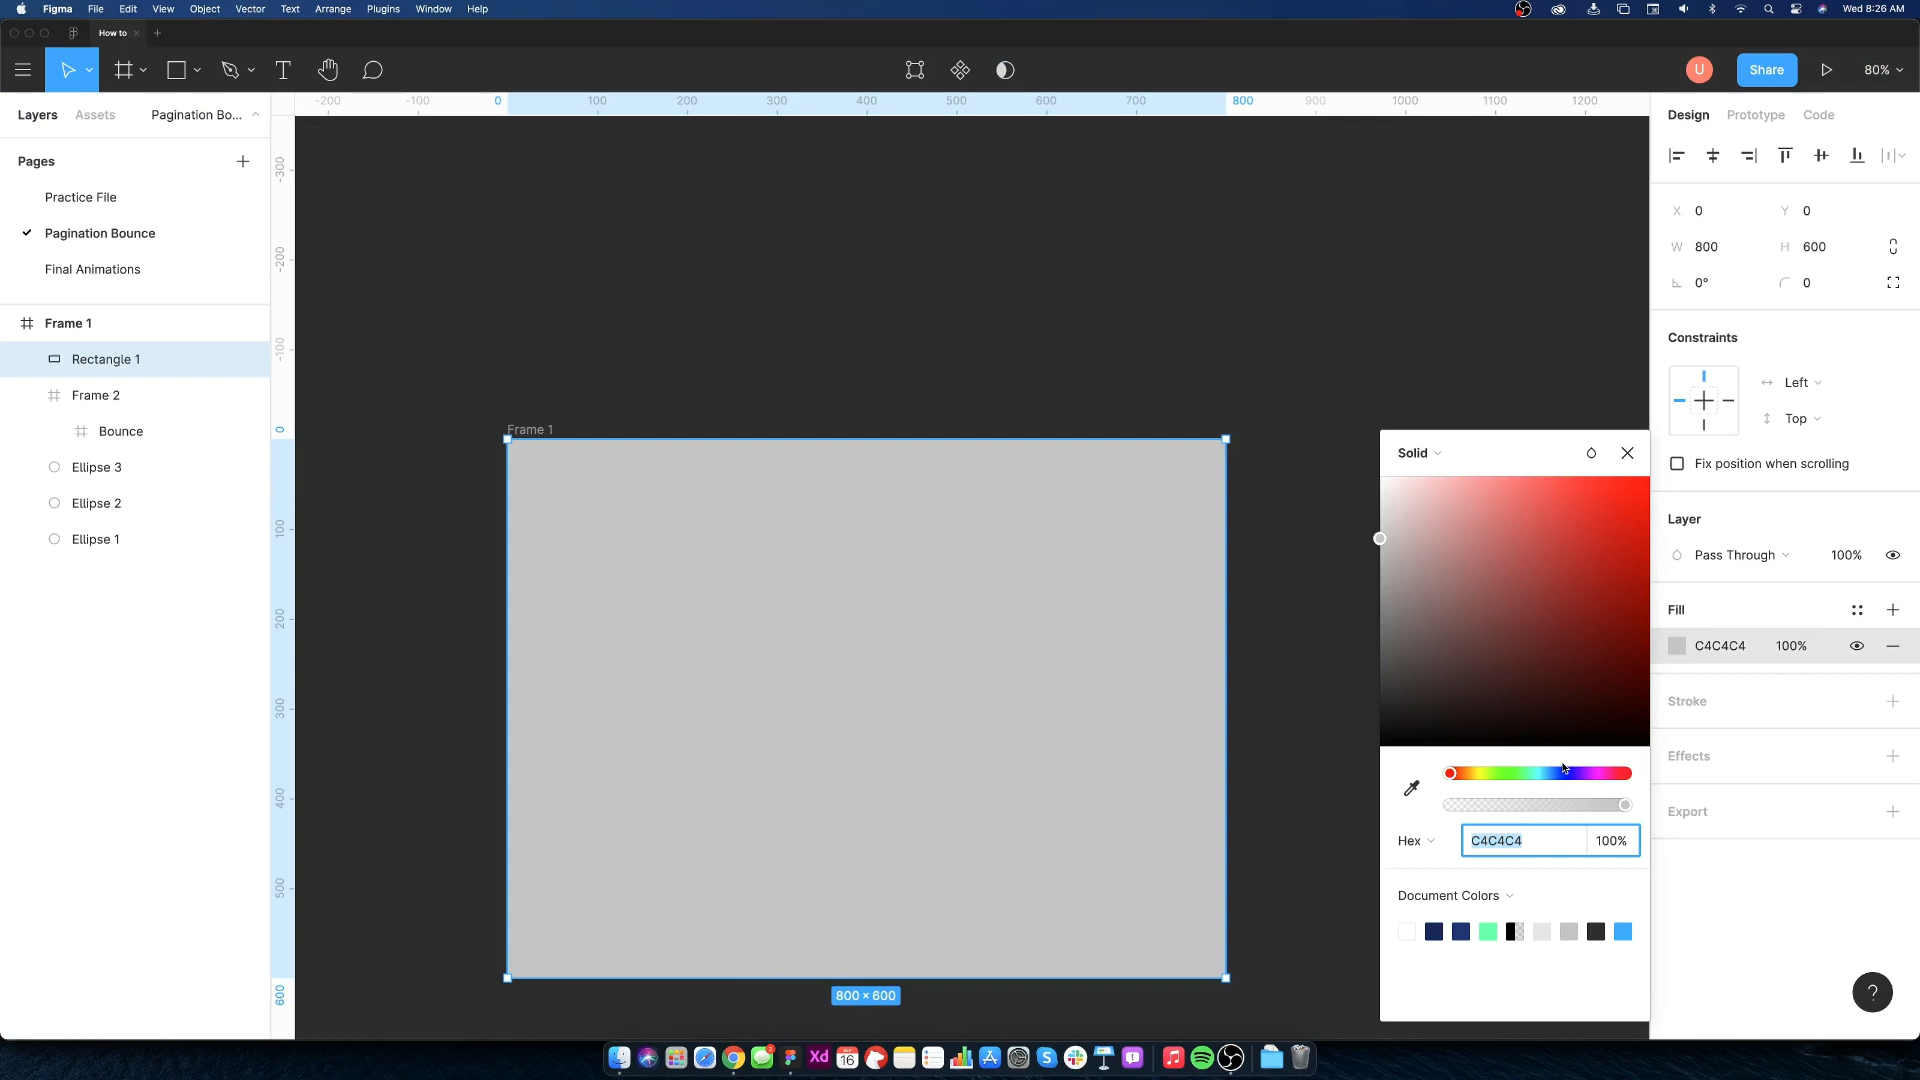 Figma File Edit View Object Vector Text Arrange Plugins Window Help Wed 8:26 AM
How to
U Share 80%
Layers Assets Pagination Bo...
-200 -100 0 100 200 300 400 500 600 700 800 900 1000 1100 1200
Design Prototype Code
Pages
Practice File
Pagination Bounce
Final Animations
Frame 1
Rectangle 1
Frame 2
Bounce
Ellipse 3
Ellipse 2
Ellipse 1
-300
-200
-100
0
100
200
300
400
500
600
Frame 1
800 × 600
Solid
Hex C4C4C4 100%
Document Colors
X 0 Y 0
W 800 H 600
0° 0
Constraints
Left
Top
Fix position when scrolling
Layer
Pass Through 100%
Fill
C4C4C4 100%
Stroke
Effects
Export
?
Xd 16